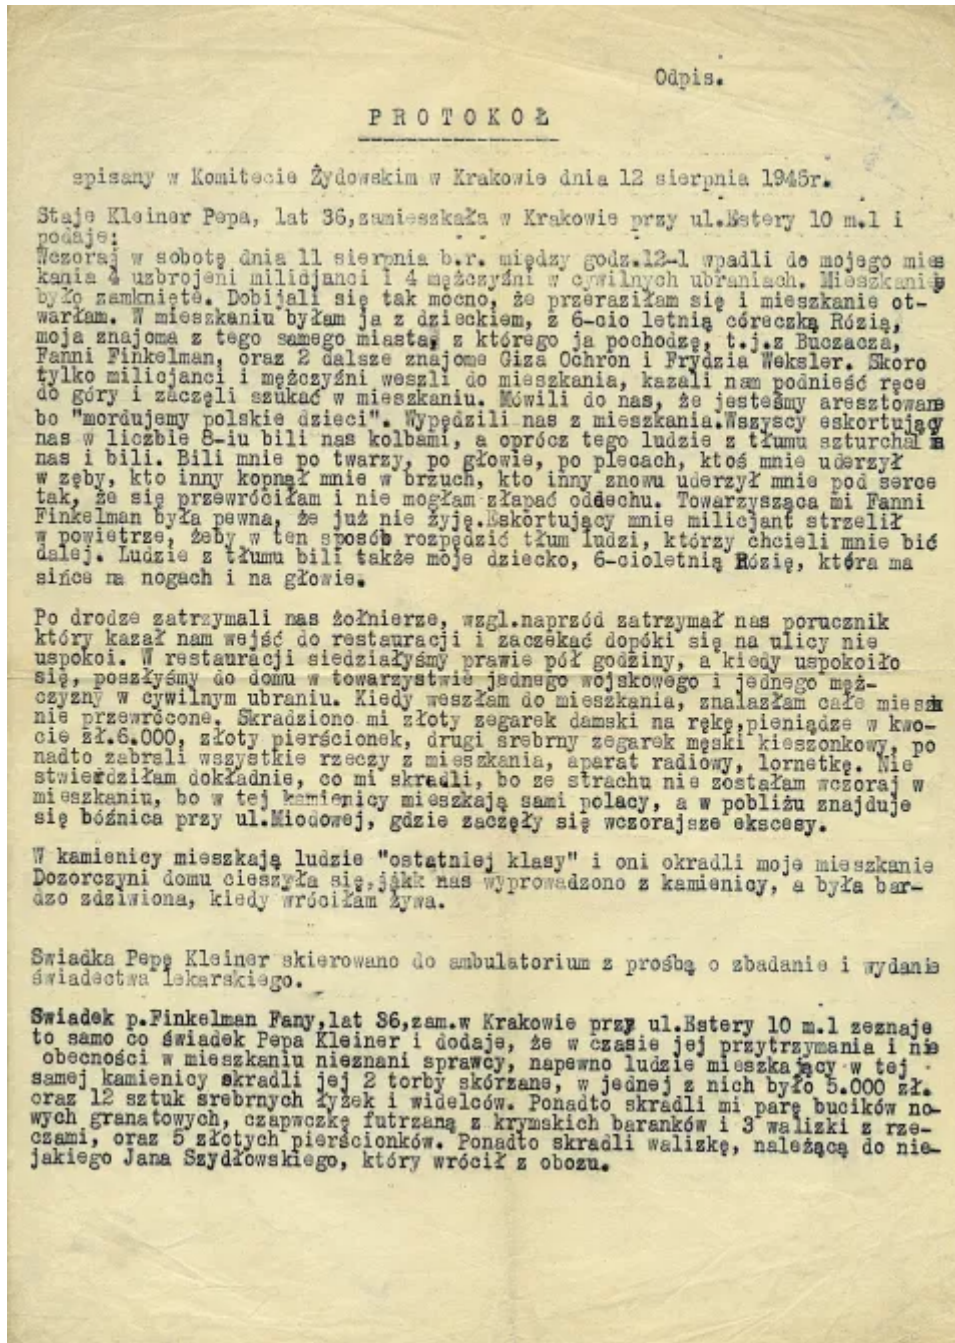 Odpis.
PROTOKOŁ
spisany w Komitecie Żydowskim w Krakowie dnia 12 sierpnia 1945r.
Staje Kleiner Pepa, lat 36,zamieszkała w Krakowie przy ul.Estery 10 m.1 i
podaje:
Wczoraj w sobotę dnia 11 sierpnia b.r. między godz.12-1 wpadli do mojego miesz
kania 4 uzbrojeni milicjanci i 4 mężczyźni w cywilnych ubraniach. Mieszkanie
było zamknięte. Dobijali się tak mocno, że przeraziłam się i mieszkanie ot-
warłam. W mieszkaniu byłam ja z dzieckiem, z 6-cio letnią córeczką Rózią,
moja znajoma z tego samego miasta, z którego ja pochodzę, t.j.z Buczacza,
Fanni Finkelman, oraz 2 dalsze znajome Giza Ochron i Frydzia Weksler. Skoro
tylko milicjanci i mężczyźni weszli do mieszkania, kazali nam podnieść ręce
do góry i zaczęli szukać w mieszkaniu. Mówili do nas, że jesteśmy aresztowane
bo "mordujemy polskie dzieci". Wypędzili nas z mieszkania.Wszyscy eskortujący
nas w liczbie 8-iu bili nas kolbami, a oprócz tego ludzie z tłumu szturchali
nas i bili. Bili mnie po twarzy, po głowie, po plecach, ktoś mnie uderzył
w zęby, kto inny kopnął mnie w brzuch, kto inny znowu uderzył mnie pod serce
tak, że się przewróciłam i nie mogłam złapać oddechu. Towarzysząca mi Fanni
Finkelman była pewna, że już nie żyję.Eskortujący mnie milicjant strzelił
w powietrze, żeby w ten sposób rozpędzić tłum ludzi, którzy chcieli mnie bić
dalej. Ludzie z tłumu bili także moje dziecko, 6-cioletnią Rózię, która ma
sińce na nogach i na głowie.
Po drodze zatrzymali nas żołnierze, wzgl.naprzód zatrzymał nas porucznik
który kazał nam wejść do restauracji i zaczekać dopóki się na ulicy nie
uspokoi. W restauracji siedziałyśmy prawie pół godziny, a kiedy uspokoiło
się, poszłyśmy do domu w towarzystwie jednego wojskowego i jednego męż-
czyzny w cywilnym ubraniu. Kiedy weszłam do mieszkania, znalazłam całe mieszka
nie przewrócone. Skradziono mi złoty zegarek damski na rękę,pieniądze w kwo-
cie zł.6.000, złoty pierścionek, drugi srebrny zegarek męski kieszonkowy, po
nadto zabrali wszystkie rzeczy z mieszkania, aparat radiowy, lornetkę. Nie
stwierdziłam dokładnie, co mi skradli, bo ze strachu nie zostałam wczoraj w
mieszkaniu, bo w tej kamienicy mieszkają sami polacy, a w pobliżu znajduje
się bóźnica przy ul.Miodowej, gdzie zaczęły się wczorajsze ekscesy.
W kamienicy mieszkają ludzie "ostatniej klasy" i oni okradli moje mieszkanie
Dozorczyni domu cieszyła się,jakk nas wyprowadzono z kamienicy, a była bar-
dzo zdziwiona, kiedy wróciłam żywa.
Swiadka Pepę Kleiner skierowano do ambulatorium z prośbą o zbadanie i wydanie
świadectwa lekarskiego.
Swiadek p.Finkelman Fany,lat 36,zam.w Krakowie przy ul.Estery 10 m.1 zeznaje
to samo co świadek Pepa Kleiner i dodaje, że w czasie jej przytrzymania i nie
obecności w mieszkaniu nieznani sprawcy, napewno ludzie mieszkający w tej
samej kamienicy skradli jej 2 torby skórzane, w jednej z nich było 5.000 zł.
oraz 12 sztuk srebrnych łyżek i widelców. Ponadto skradli mi parę bucików no-
wych granatowych, czapwczkę futrzaną z krymskich baranków i 3 walizki z rze-
czami, oraz 5 złotych pierścionków. Ponadto skradli walizkę, należącą do nie-
jakiego Jana Szydłowskiego, który wrócił z obozu.